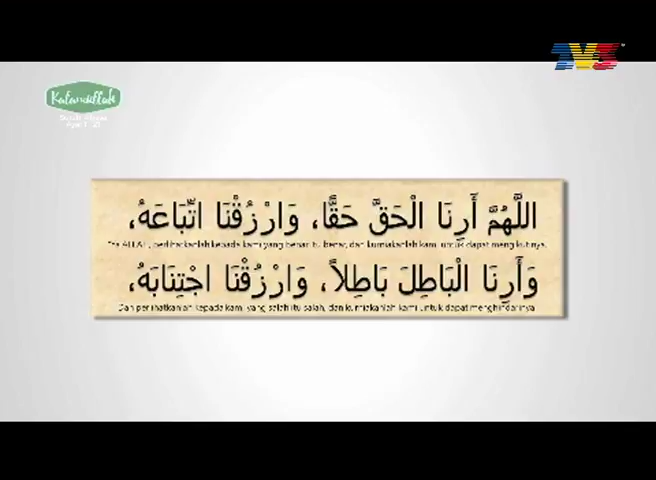 TV3
Kalamullah
اللَّهُمَّ أَرِنَا الْحَقَّ حَقًّا، وَارْزُقْنَا اتِّبَاعَهُ،
Ya ALLAH, perlihatkanlah kepada kami yang benar itu benar, dan kurniakanlah kami untuk dapat mengikutinya.
وَأَرِنَا الْبَاطِلَ بَاطِلاً، وَارْزُقْنَا اجْتِنَابَهُ،
Dan perlihatkanlah kepada kami yang salah itu salah, dan kurniakanlah kami untuk dapat menghindarinya